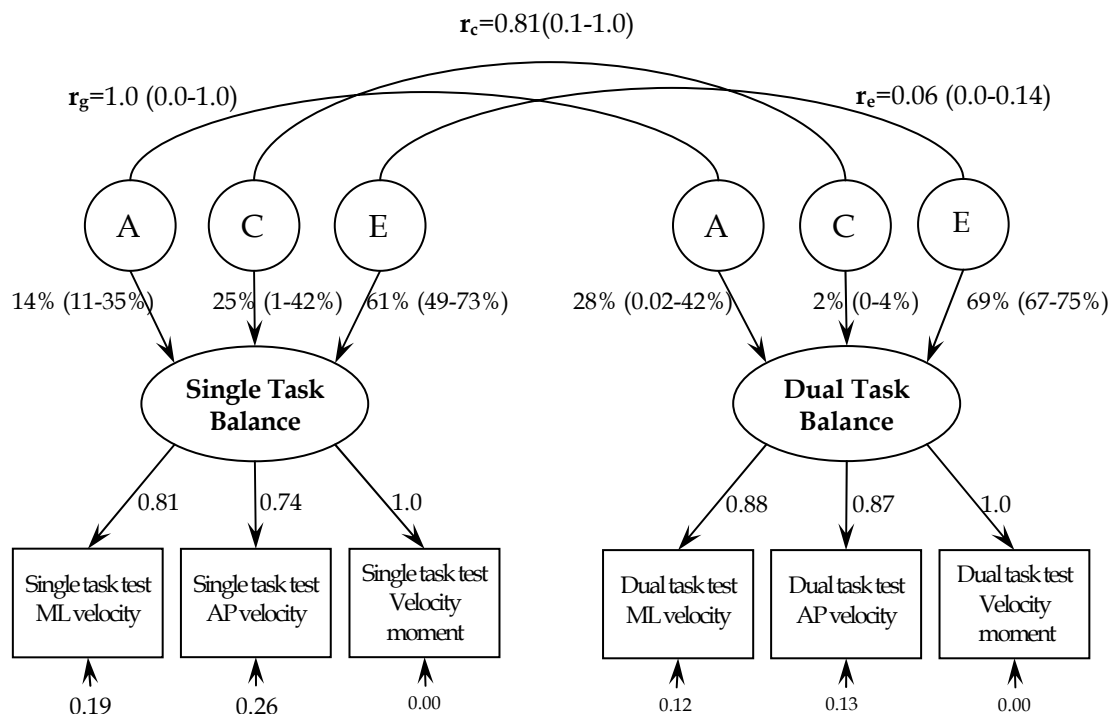 r_c=0.81(0.1-1.0)
r_g=1.0 (0.0-1.0)
r_e=0.06 (0.0-0.14)
A
C
E
A
C
E
14% (11-35%)
25% (1-42%)
61% (49-73%)
28% (0.02-42%)
2% (0-4%)
69% (67-75%)
Single Task
Balance
Dual Task
Balance
0.81
0.74
1.0
0.88
0.87
1.0
Single task test
ML velocity
Single task test
AP velocity
Single task test
Velocity
moment
Dual task test
ML velocity
Dual task test
AP velocity
Dual task test
Velocity
moment
0.19
0.26
0.00
0.12
0.13
0.00